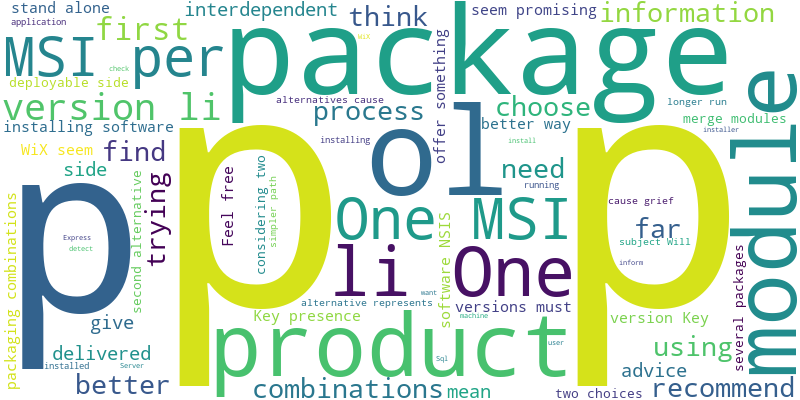 stand alone
interdependent
think
seem promising
information
application
first
WiX
MSI
per
package
check
deployable side
alternatives cause
offer something
longer run
version li
process
choose
merge modules
installing software
better way
installer
WiX seem
find
installing
ol
install
module
side
trying
Feel free
considering two
simpler path
need
running
p
p
p
One
MSI
cause grief
far
subject Will
Express
detect
second alternative
packaging combinations
li
One
software NSIS
inform
several packages
want
alternative represents
versions must
give
Key presence
machine
version Key
product
delivered
using
user
installed
Server
Sql
advice
better
combinations
mean
two choices
recommend